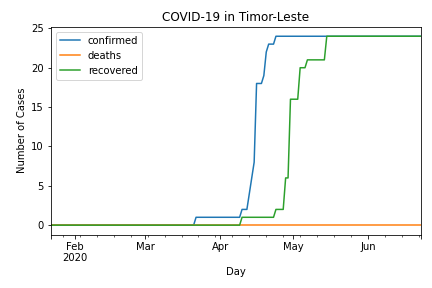 COVID-19 in Timor-Leste
confirmed
deaths
recovered
25
20
15
10
5
0
Number of Cases
Feb
2020
Mar
Apr
May
Jun
Day